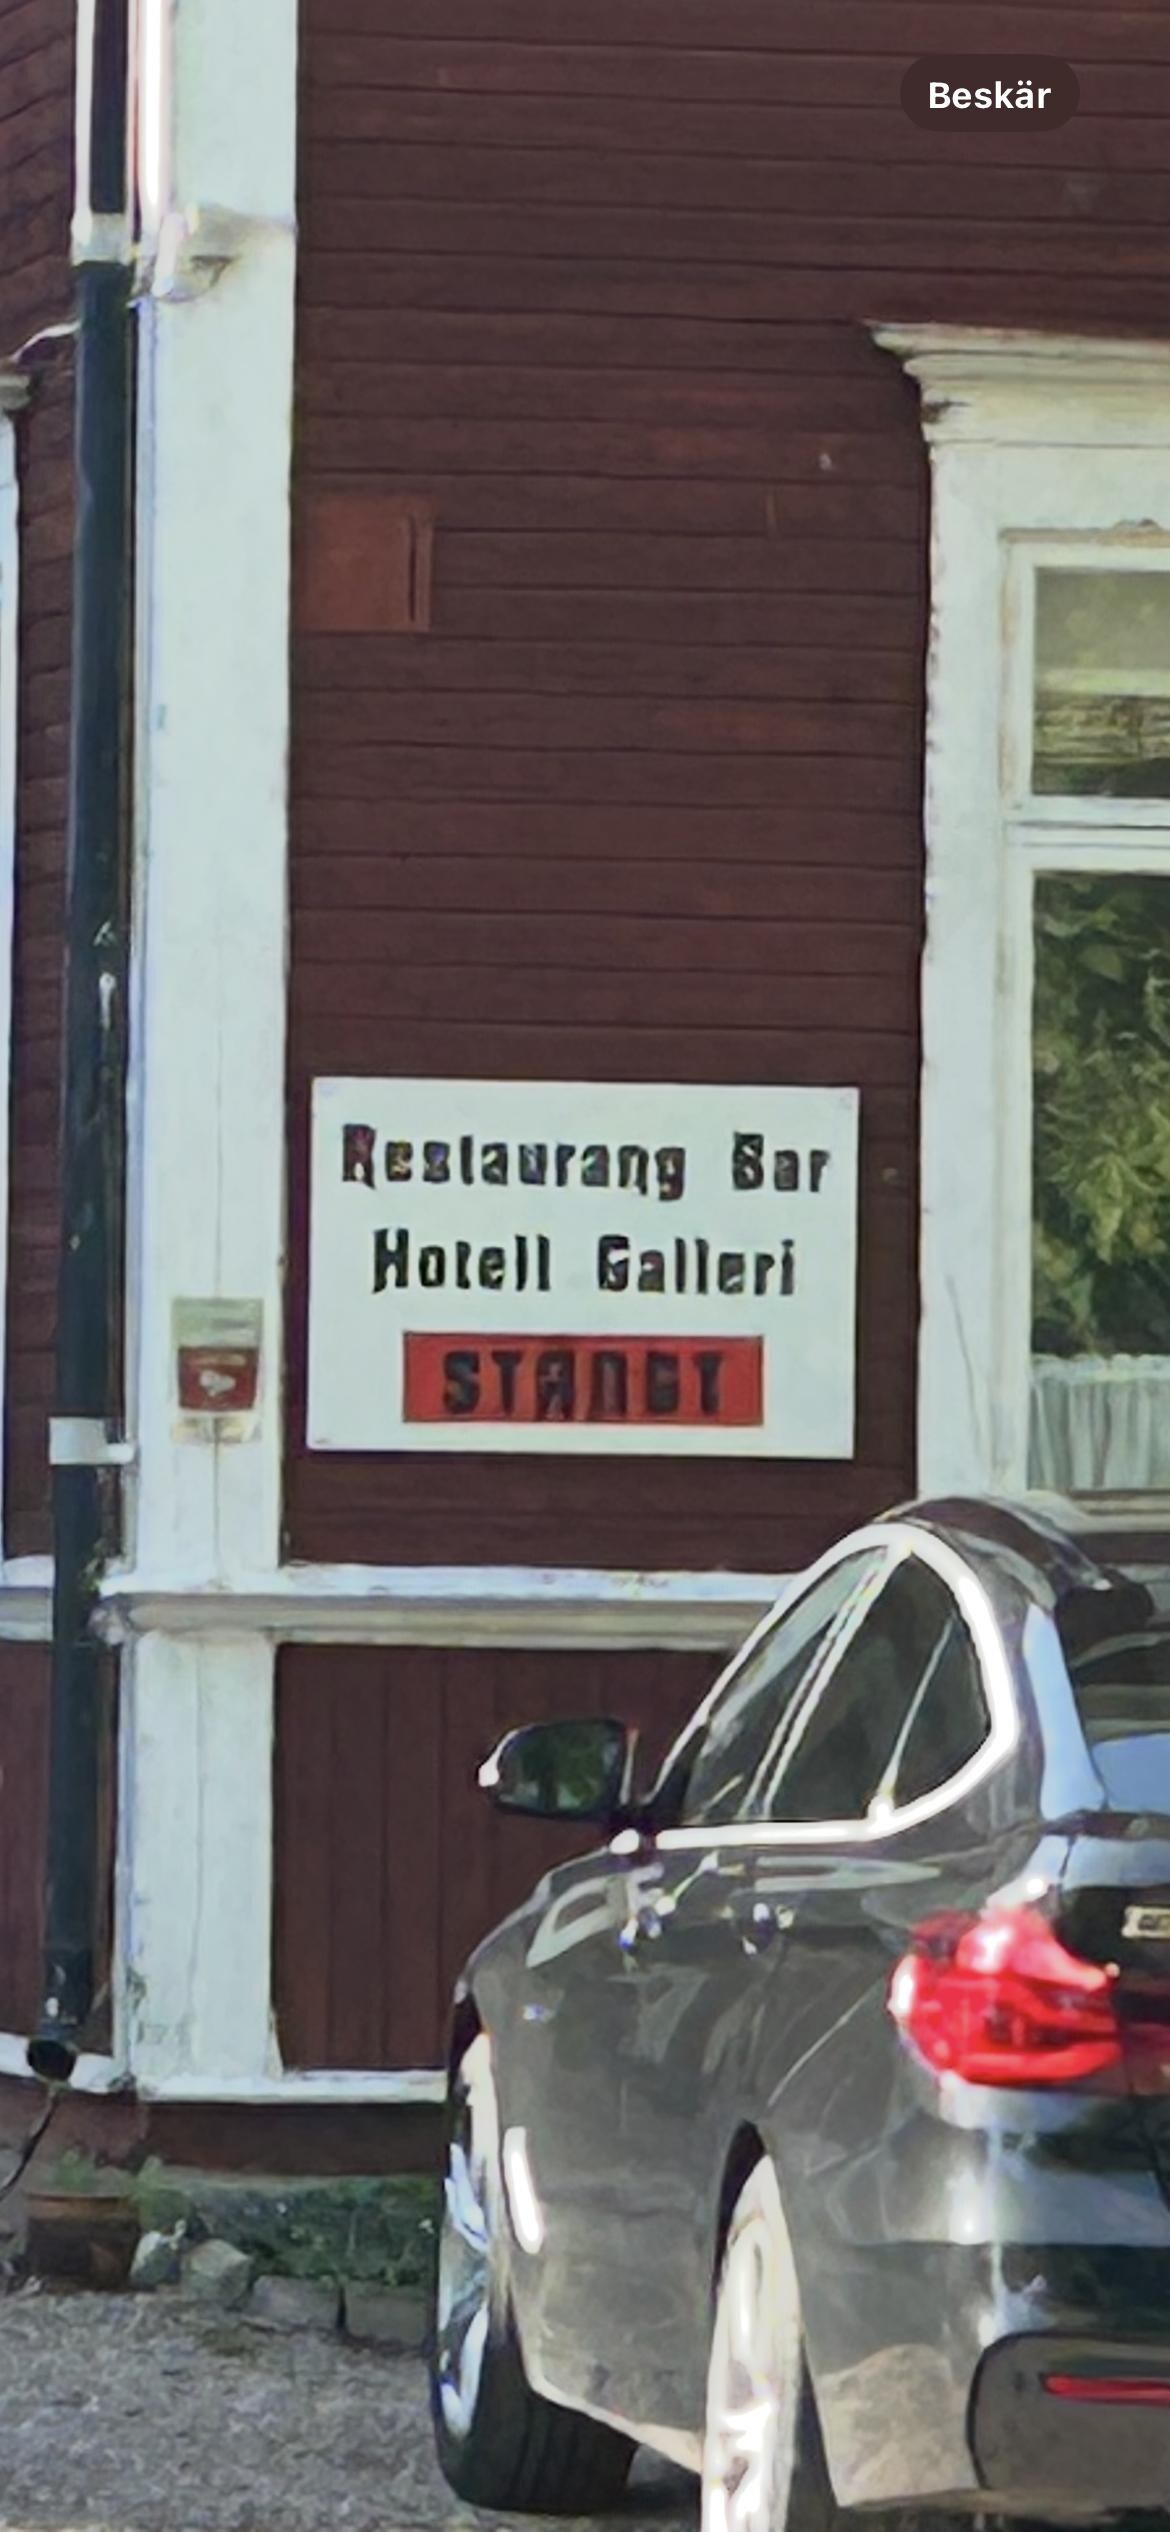 Beskär
Restaurang Bar
Hotell Galleri
STÄNGT